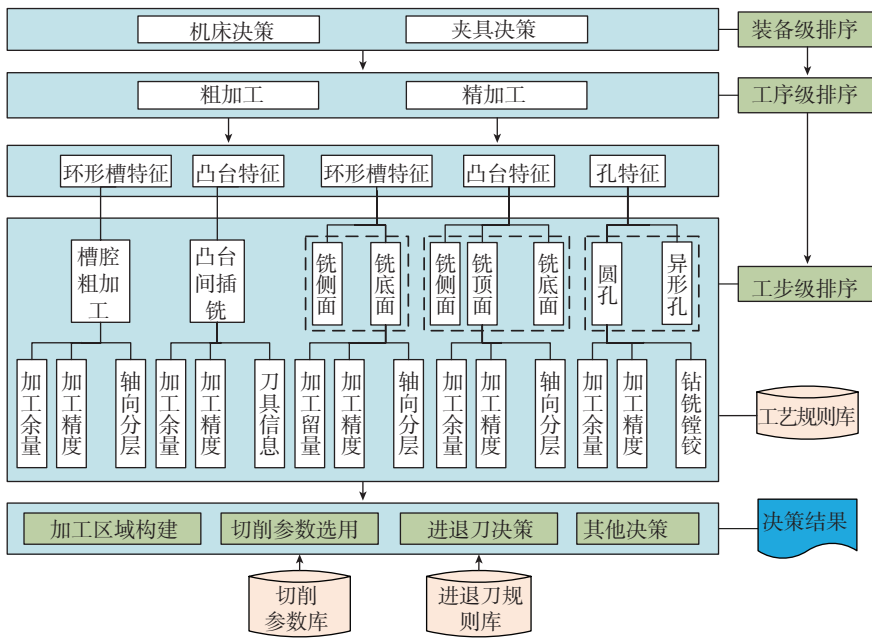 机床决策
夹具决策
装备级排序
粗加工
精加工
工序级排序
环形槽特征
凸台特征
环形槽特征
凸台特征
孔特征
槽腔
粗加
工
凸台
间插
铣
铣侧面
铣底面
铣侧面
铣顶面
铣底面
圆孔
异形孔
工步级排序
加工余量
加工精度
轴向分层
加工余量
加工精度
刀具信息
加工留量
加工精度
轴向分层
加工余量
加工精度
轴向分层
加工余量
加工精度
钻铣镗铰
工艺规则库
加工区域构建
切削参数选用
进退刀决策
其他决策
决策结果
切削
参数库
进退刀规
则库